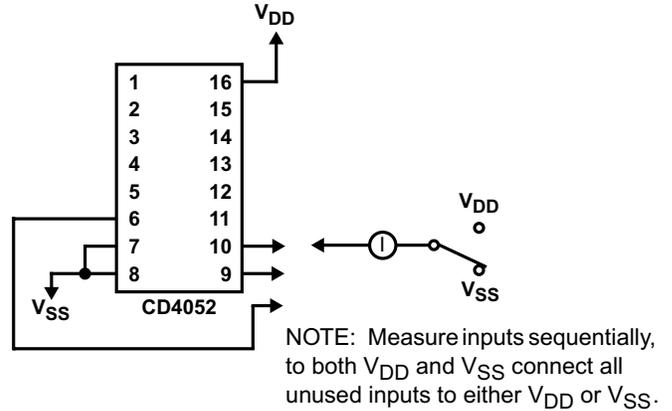 VDD
1 16
2 15
3 14
4 13
5 12
6 11
7 10
8 9
VSS
CD4052
I
VDD
VSS
NOTE: Measure inputs sequentially,
to both VDD and VSS connect all
unused inputs to either VDD or VSS.